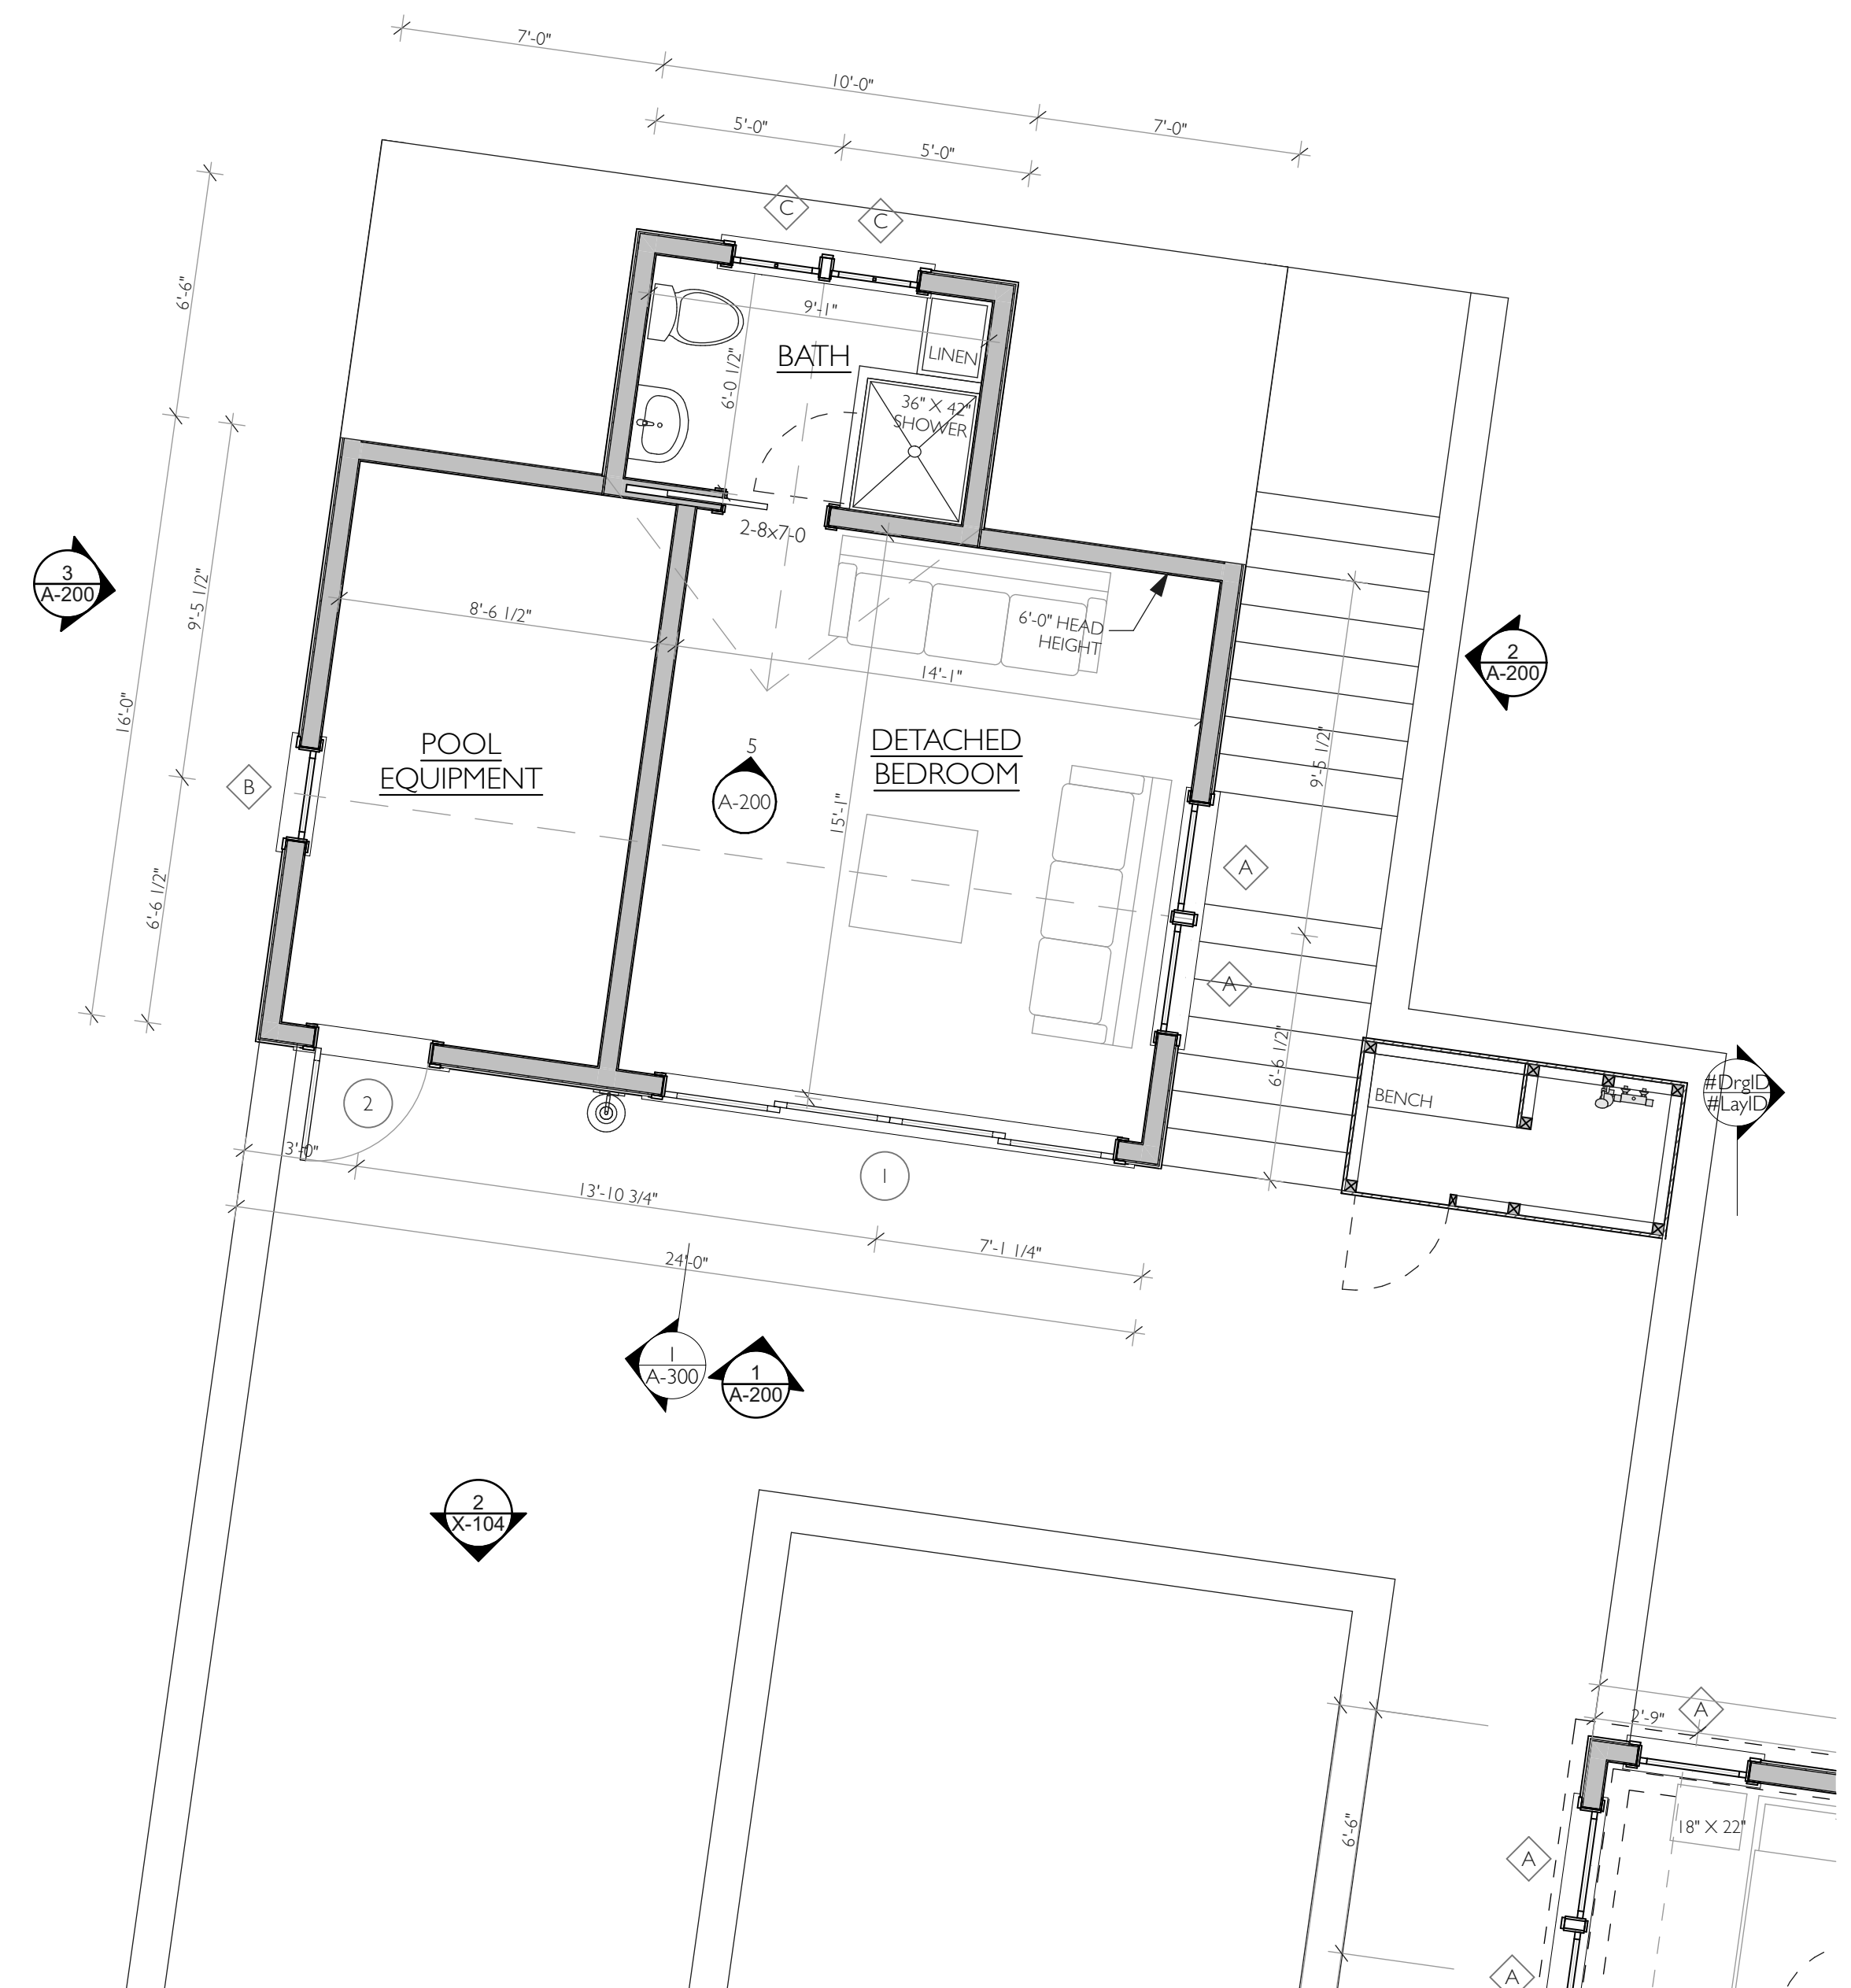 7'-0"
10'-0"
7'-0"
5'-0"
5'-0"
C
C
6'-6"
9'-1"
BATH
LINEN
6'-0 1/2"
36" X 42"
SHOWER
2-8x7-0
3
A-200
9'-5 1/2"
8'-6 1/2"
6'-0" HEAD
HEIGHT
2
A-200
14'-1"
16'-0"
POOL
EQUIPMENT
DETACHED
BEDROOM
5
A-200
9'-5 1/2"
B
15'-1"
A
6'-6 1/2"
A
6'-6 1/2"
2
BENCH
#DrgID
#LayID
3'-0"
1
13'-10 3/4"
7'-1 1/4"
24'-0"
1
A-300
1
A-200
2
X-104
2'-9"
A
6'-6"
18" X 22"
A
A